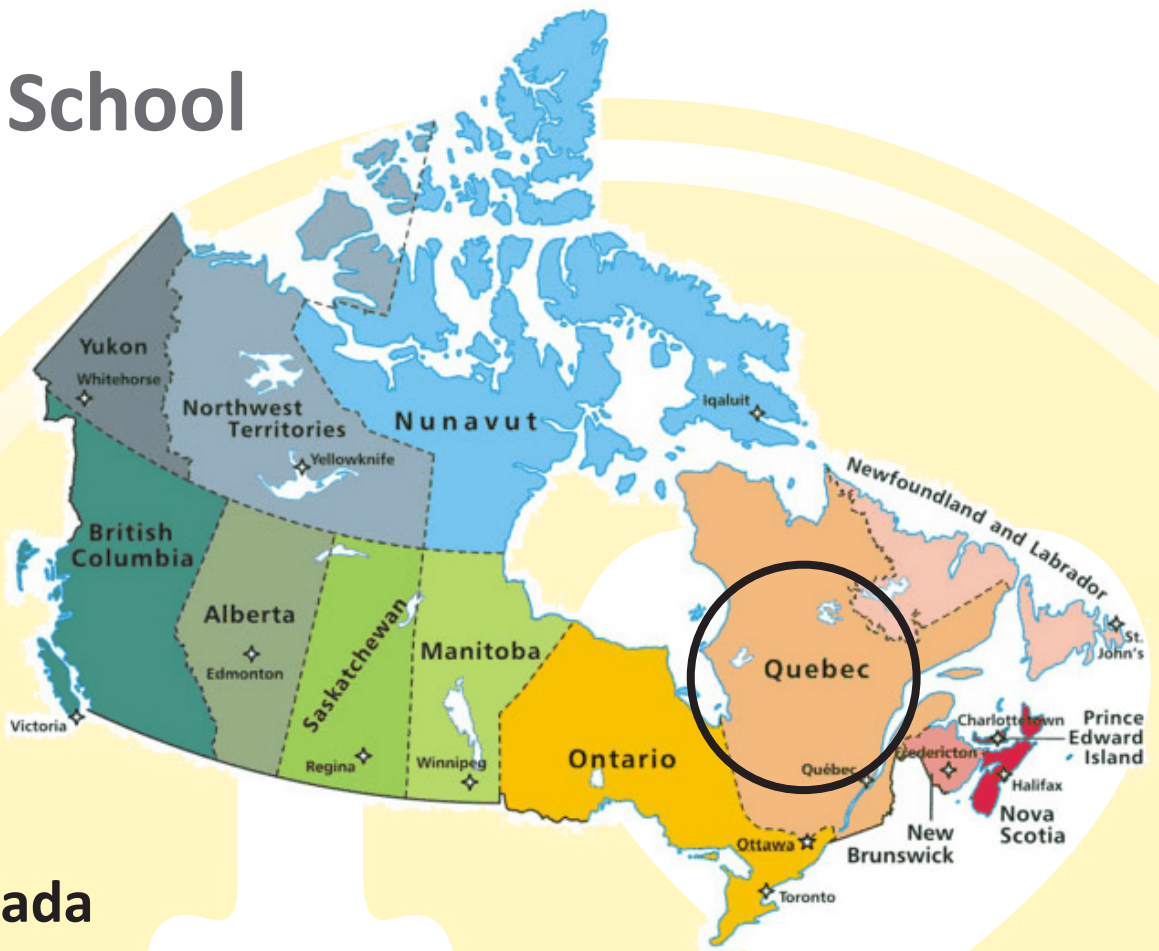 School
Yukon
Whitehorse
Northwest
Territories
Yellowknife
Nunavut
Iqaluit
British
Columbia
Victoria
Alberta
Edmonton
Saskatchewan
Regina
Manitoba
Winnipeg
Ontario
Ottawa
Toronto
Quebec
Québec
Newfoundland and Labrador
St.
John's
Charlottetown
Prince
Edward
Island
Fredericton
Halifax
Nova
Scotia
New
Brunswick
ada